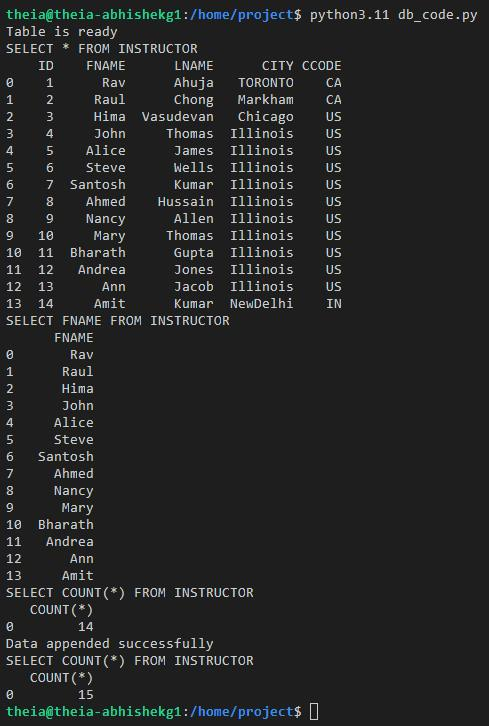 theia@theia-abhishekg1:/home/project$ python3.11 db_code.py
Table is ready
SELECT * FROM INSTRUCTOR
    ID    FNAME      LNAME      CITY CCODE
0    1      Rav      Ahuja   TORONTO    CA
1    2     Raul      Chong   Markham    CA
2    3     Hima  Vasudevan   Chicago    US
3    4     John     Thomas  Illinois    US
4    5    Alice      James  Illinois    US
5    6    Steve      Wells  Illinois    US
6    7  Santosh      Kumar  Illinois    US
7    8    Ahmed    Hussain  Illinois    US
8    9    Nancy      Allen  Illinois    US
9   10     Mary     Thomas  Illinois    US
10  11  Bharath      Gupta  Illinois    US
11  12   Andrea      Jones  Illinois    US
12  13      Ann      Jacob  Illinois    US
13  14     Amit      Kumar  NewDelhi    IN
SELECT FNAME FROM INSTRUCTOR
      FNAME
0       Rav
1      Raul
2      Hima
3      John
4     Alice
5     Steve
6   Santosh
7     Ahmed
8     Nancy
9      Mary
10  Bharath
11   Andrea
12      Ann
13     Amit
SELECT COUNT(*) FROM INSTRUCTOR
   COUNT(*)
0        14
Data appended successfully
SELECT COUNT(*) FROM INSTRUCTOR
   COUNT(*)
0        15
theia@theia-abhishekg1:/home/project$